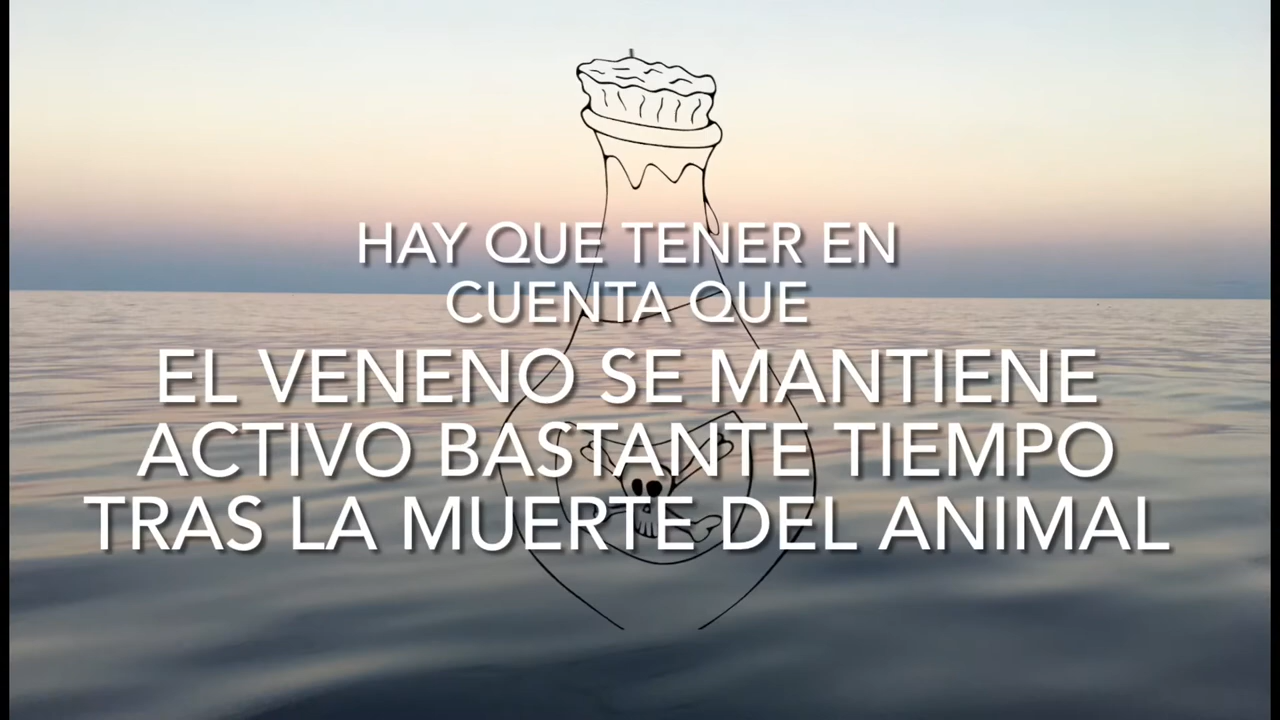 HAY QUE TENER EN
CUENTA QUE
EL VENENO SE MANTIENE
ACTIVO BASTANTE TIEMPO
TRAS LA MUERTE DEL ANIMAL